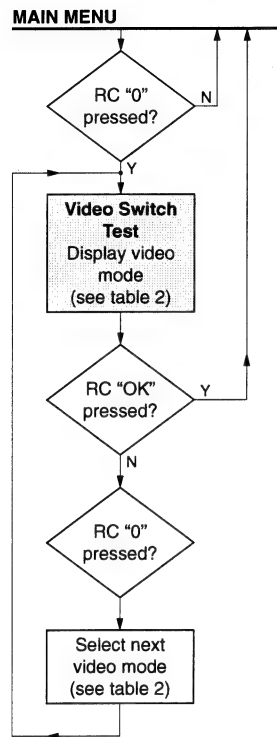 MAIN MENU
RC “0”
pressed?
N
Y
Video Switch
Test
Display video
mode
(see table 2)
RC “OK”
pressed?
Y
N
RC “0”
pressed?
Select next
video mode
(see table 2)